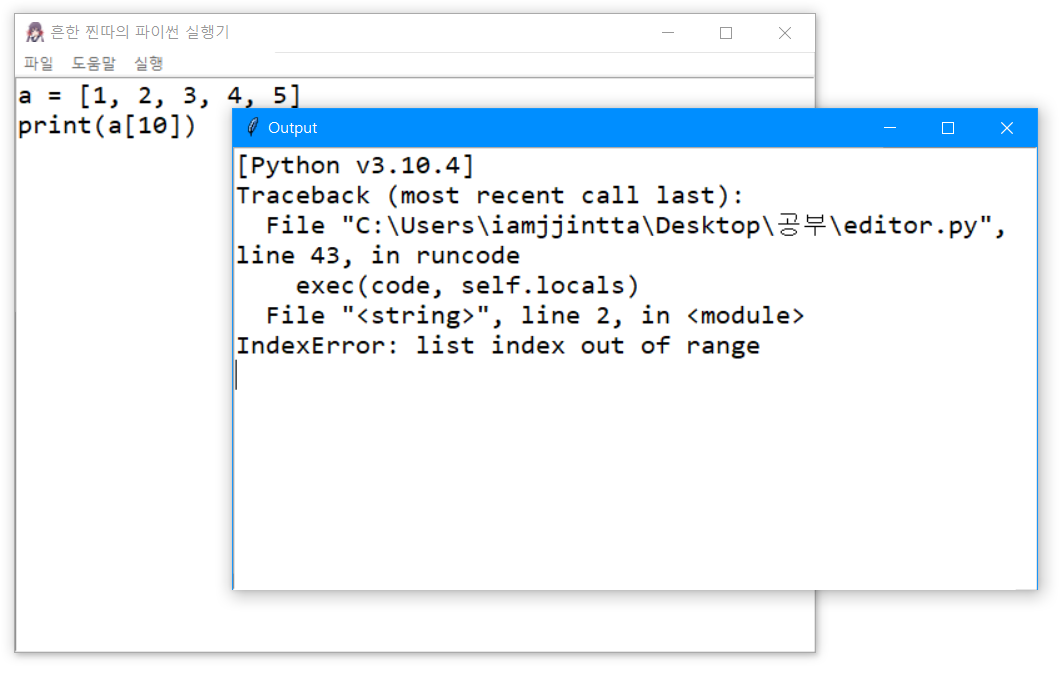 흔한 찐따의 파이썬 실행기
파일 도움말 실행
a = [1, 2, 3, 4, 5]
print(a[10])
Output
[Python v3.10.4]
Traceback (most recent call last):
  File "C:\Users\iamjjintta\Desktop\공부\editor.py",
line 43, in runcode
    exec(code, self.locals)
  File "<string>", line 2, in <module>
IndexError: list index out of range